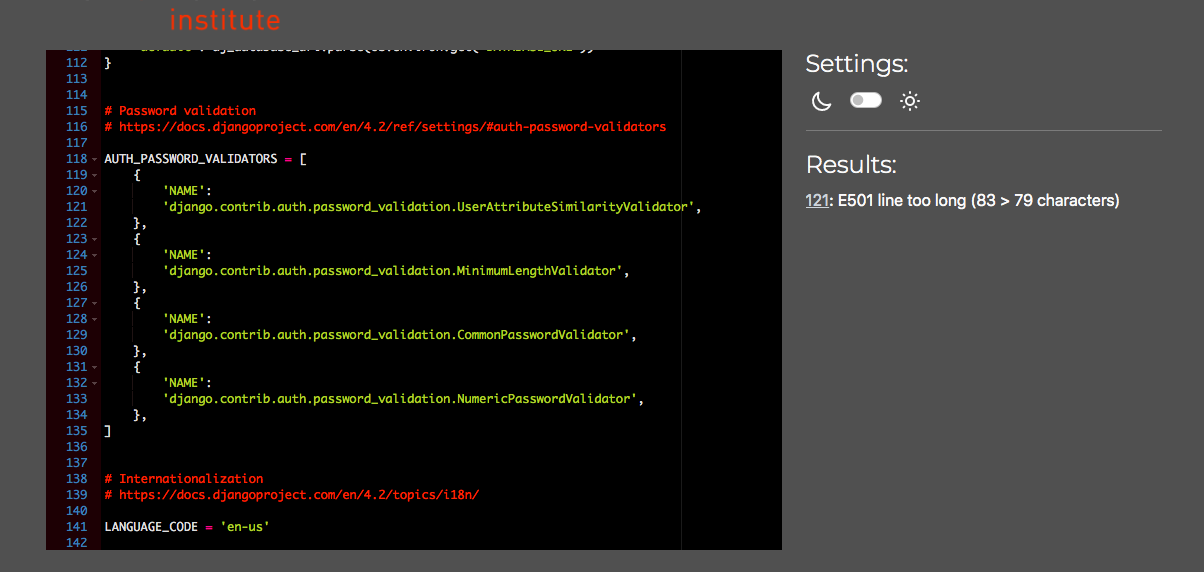 institute
112 }
113
114
115 # Password validation
116 # https://docs.djangoproject.com/en/4.2/ref/settings/#auth-password-validators
117
118 AUTH_PASSWORD_VALIDATORS = [
119 {
120 'NAME':
121 'django.contrib.auth.password_validation.UserAttributeSimilarityValidator',
122 },
123 {
124 'NAME':
125 'django.contrib.auth.password_validation.MinimumLengthValidator',
126 },
127 {
128 'NAME':
129 'django.contrib.auth.password_validation.CommonPasswordValidator',
130 },
131 {
132 'NAME':
133 'django.contrib.auth.password_validation.NumericPasswordValidator',
134 },
135 ]
136
137
138 # Internationalization
139 # https://docs.djangoproject.com/en/4.2/topics/i18n/
140
141 LANGUAGE_CODE = 'en-us'
142
Settings:
Results:
121: E501 line too long (83 > 79 characters)